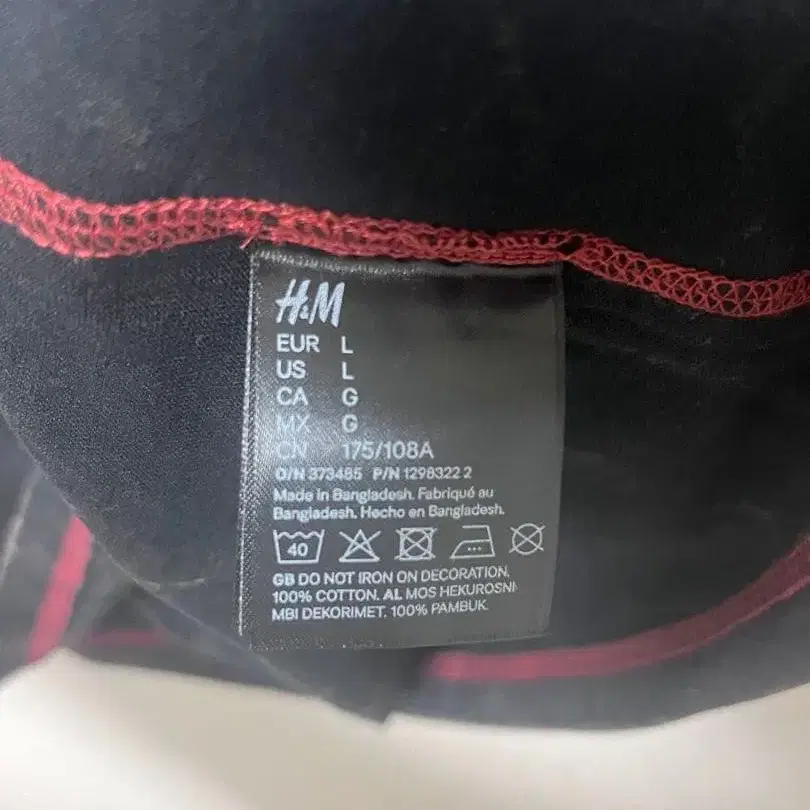 H&M
EUR L
US L
CA G
MX G
CN 175/108A
O/N 373485 P/N 1298322 2
Made in Bangladesh. Fabriqué au
Bangladesh. Hecho en Bangladesh.
40
GB DO NOT IRON ON DECORATION.
100% COTTON. AL MOS HEKUROSNI
MBI DEKORIMET. 100% PAMBUK.